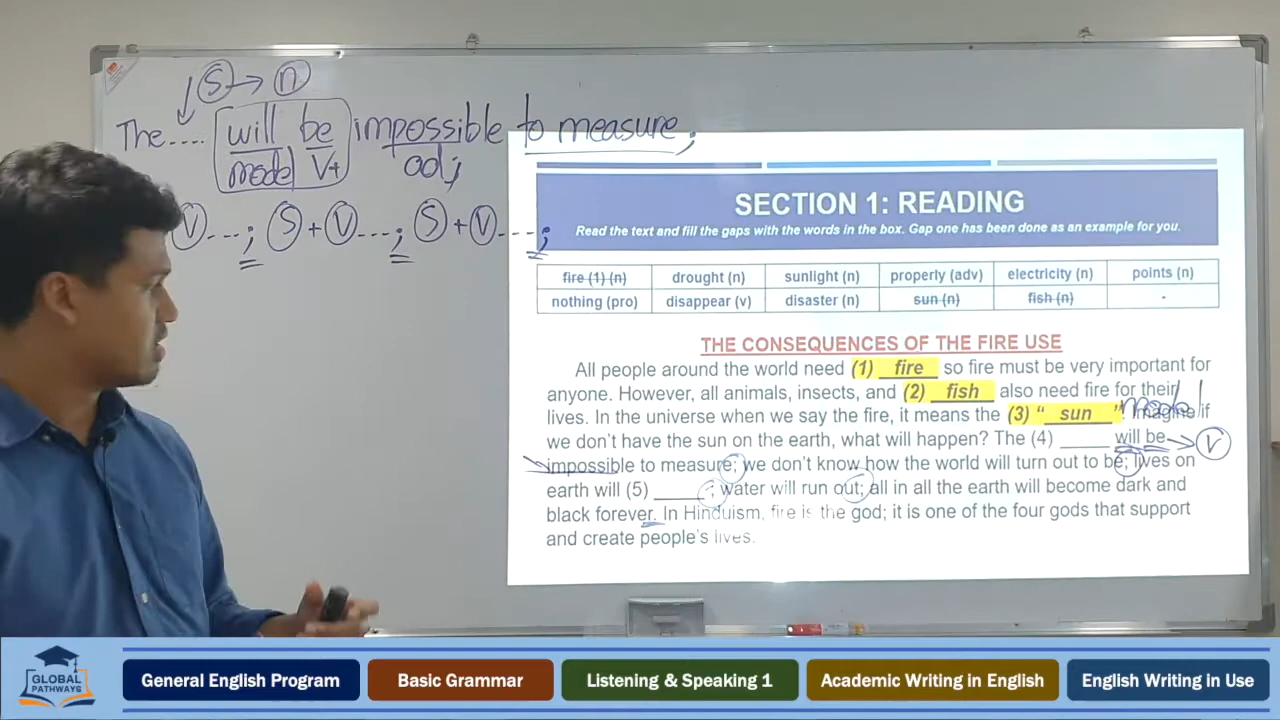 S → n
The.... will be impossible to measure;
model V+ adj
V ...; S + V ...; S + V ...;
SECTION 1: READING
Read the text and fill the gaps with the words in the box. Gap one has been done as an example for you.
fire (1) (n) drought (n) sunlight (n) properly (adv) electricity (n) points (n)
nothing (pro) disappear (v) disaster (n) sun (n) fish (n) -
THE CONSEQUENCES OF THE FIRE USE
All people around the world need (1) fire so fire must be very important for
anyone. However, all animals, insects, and (2) fish also need fire for their
lives. In the universe when we say the fire, it means the (3) “ sun ”. Imagine if
model
we don't have the sun on the earth, what will happen? The (4) _____ will be → V
impossible to measure; we don't know how the world will turn out to be; lives on
earth will (5) _____; water will run out; all in all the earth will become dark and
black forever. In Hinduism, fire is the god; it is one of the four gods that support
and create people's lives.
GLOBAL
PATHWAYS
General English Program Basic Grammar Listening & Speaking 1 Academic Writing in English English Writing in Use